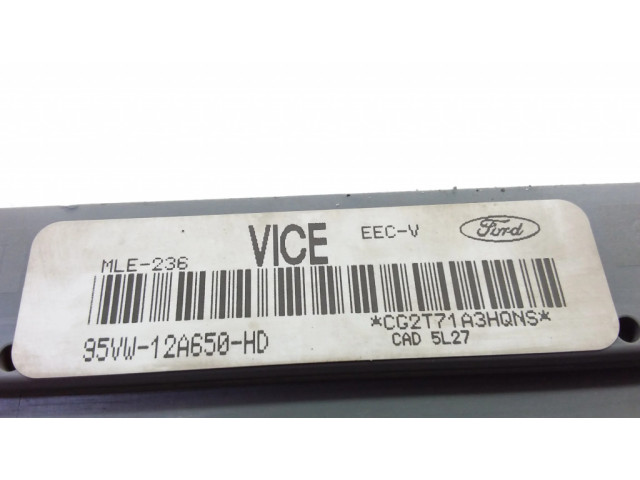 VICE EEC-V Ford
MLE-236
*CG2T71A3HQNS*
95VW-12A650-HD CAD 5L27